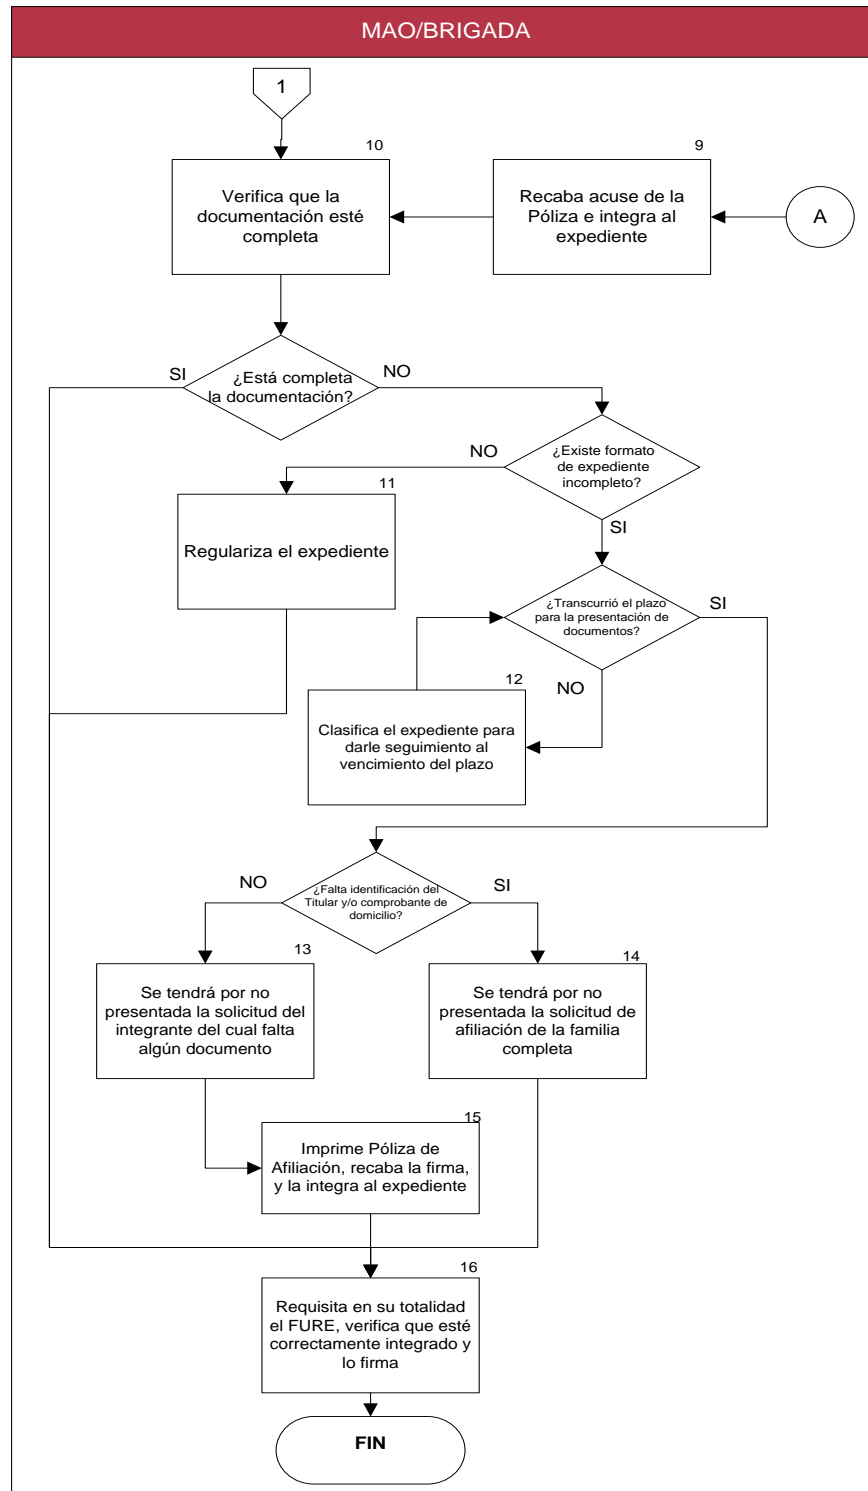 MAO/BRIGADA
1
10
Verifica que la
documentación esté
completa
9
Recaba acuse de la
Póliza e integra al
expediente
A
SI
¿Está completa
la documentación?
NO
NO
¿Existe formato
de expediente
incompleto?
SI
11
Regulariza el expediente
¿Transcurrió el plazo
para la presentación de
documentos?
SI
NO
12
Clasifica el expediente para
darle seguimiento al
vencimiento del plazo
NO
¿Falta identificación del
Titular y/o comprobante de
domicilio?
SI
13
Se tendrá por no
presentada la solicitud del
integrante del cual falta
algún documento
14
Se tendrá por no
presentada la solicitud de
afiliación de la familia
completa
15
Imprime Póliza de
Afiliación, recaba la firma,
y la integra al expediente
16
Requisita en su totalidad
el FURE, verifica que esté
correctamente integrado y
lo firma
FIN